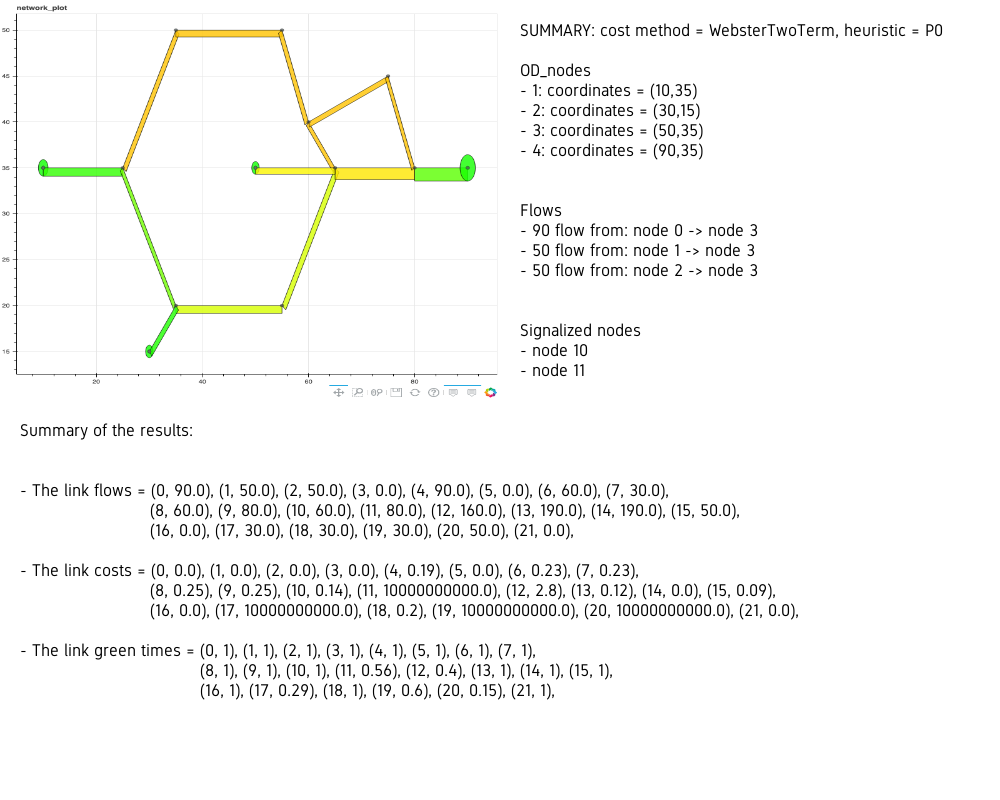 network_plot
50
45
40
35
30
25
20
15
20
40
60
80
SUMMARY: cost method = WebsterTwoTerm, heuristic = P0
OD_nodes
- 1: coordinates = (10,35)
- 2: coordinates = (30,15)
- 3: coordinates = (50,35)
- 4: coordinates = (90,35)
Flows
- 90 flow from: node 0 -> node 3
- 50 flow from: node 1 -> node 3
- 50 flow from: node 2 -> node 3
Signalized nodes
- node 10
- node 11
Summary of the results:
- The link flows = (0, 90.0), (1, 50.0), (2, 50.0), (3, 0.0), (4, 90.0), (5, 0.0), (6, 60.0), (7, 30.0),
(8, 60.0), (9, 80.0), (10, 60.0), (11, 80.0), (12, 160.0), (13, 190.0), (14, 190.0), (15, 50.0),
(16, 0.0), (17, 30.0), (18, 30.0), (19, 30.0), (20, 50.0), (21, 0.0),
- The link costs = (0, 0.0), (1, 0.0), (2, 0.0), (3, 0.0), (4, 0.19), (5, 0.0), (6, 0.23), (7, 0.23),
(8, 0.25), (9, 0.25), (10, 0.14), (11, 10000000000.0), (12, 2.8), (13, 0.12), (14, 0.0), (15, 0.09),
(16, 0.0), (17, 10000000000.0), (18, 0.2), (19, 10000000000.0), (20, 10000000000.0), (21, 0.0),
- The link green times = (0, 1), (1, 1), (2, 1), (3, 1), (4, 1), (5, 1), (6, 1), (7, 1),
(8, 1), (9, 1), (10, 1), (11, 0.56), (12, 0.4), (13, 1), (14, 1), (15, 1),
(16, 1), (17, 0.29), (18, 1), (19, 0.6), (20, 0.15), (21, 1),